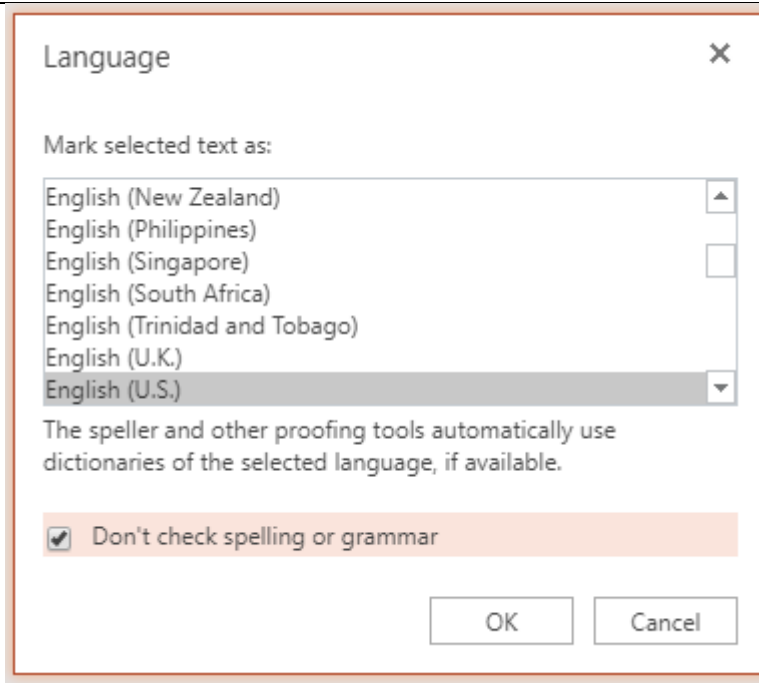 Language
Mark selected text as:
English (New Zealand)
English (Philippines)
English (Singapore)
English (South Africa)
English (Trinidad and Tobago)
English (U.K.)
English (U.S.)
The speller and other proofing tools automatically use
dictionaries of the selected language, if available.
Don't check spelling or grammar
OK Cancel